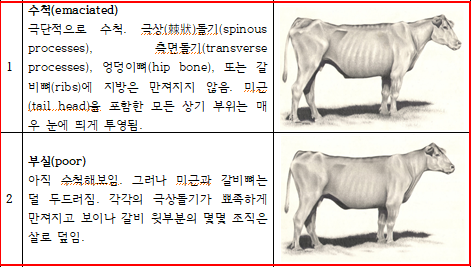 1
수척(emaciated)
극단적으로 수척. 극상(棘狀)돌기(spinous
processes), 측면돌기(transverse
processes), 엉덩이뼈(hip bone), 또는 갈
비뼈(ribs)에 지방은 만져지지 않음. 미근
(tail head)을 포함한 모든 상기 부위는 매
우 눈에 띄게 투영됨.
2
부실(poor)
아직 수척해보임. 그러나 미근과 갈비뼈는
덜 두드러짐. 각각의 극상돌기가 뾰족하게
만져지고 보이나 갈비 윗부분의 몇몇 조직은
살로 덮임.